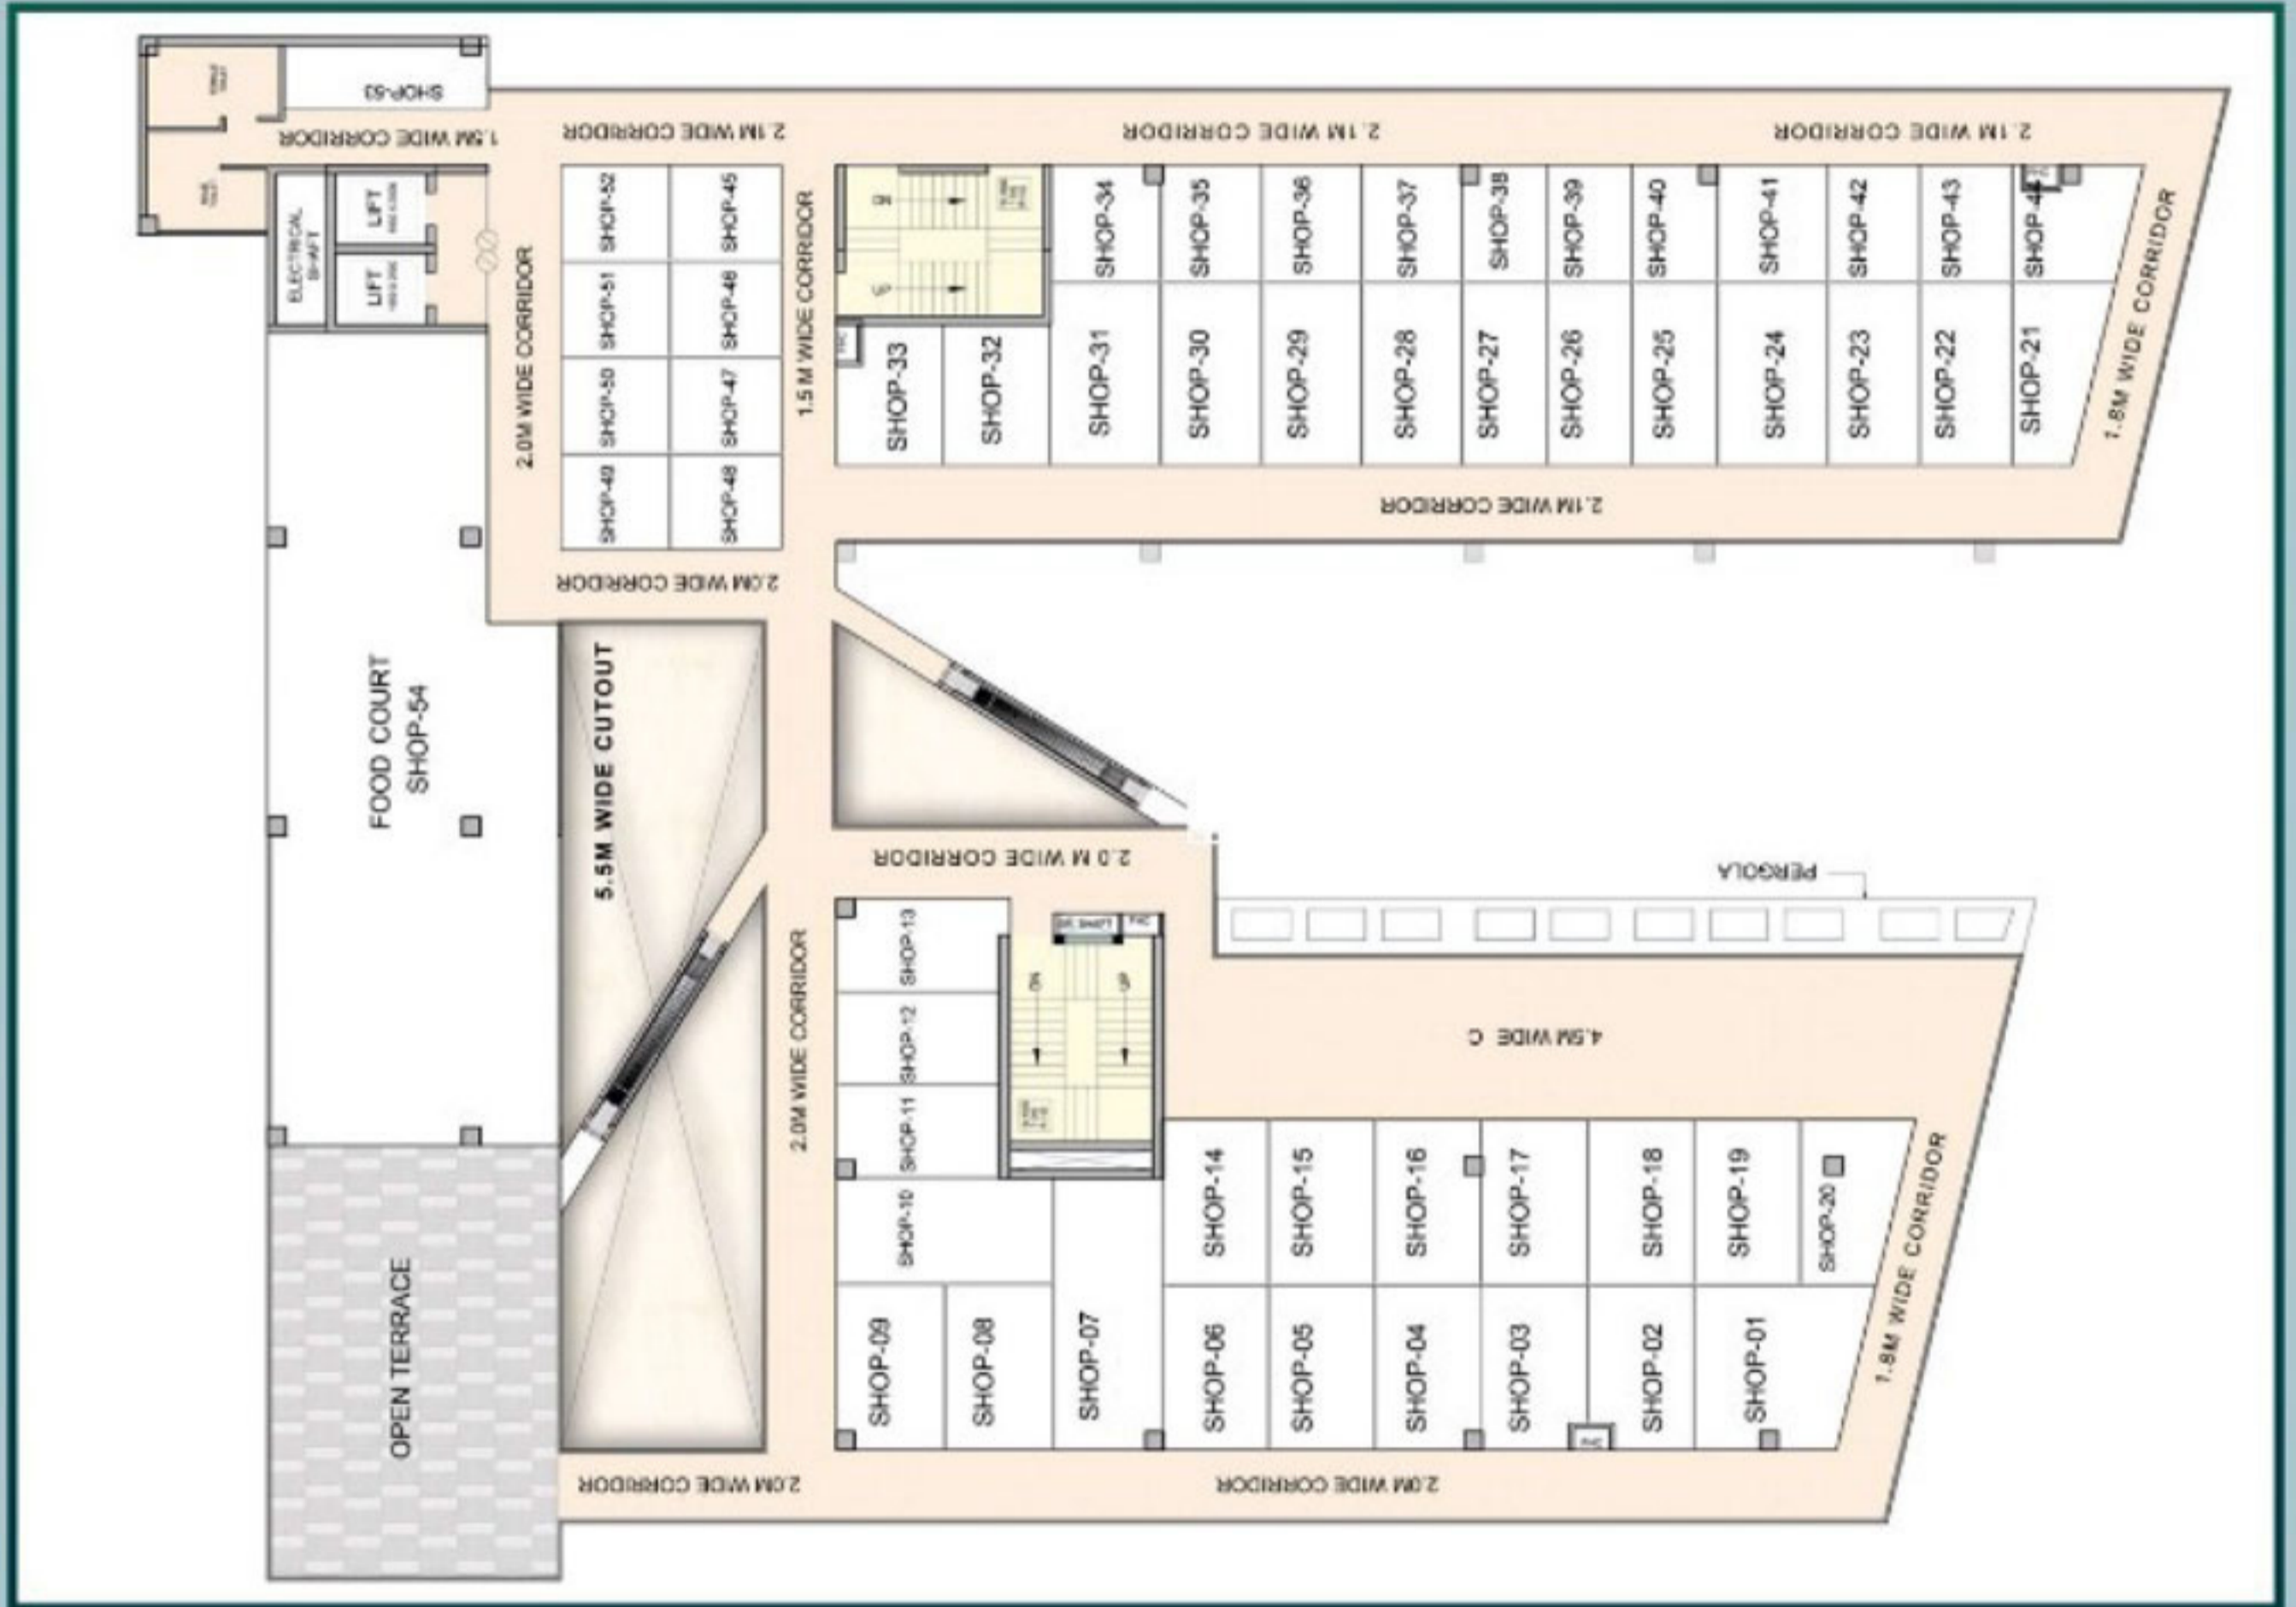 SHOP-53
1.5M WIDE CORRIDOR
2.1M WIDE CORRIDOR
2.1M WIDE CORRIDOR
2.1M WIDE CORRIDOR
ELECTRICAL
SHAFT
LIFT
LIFT
2.0M WIDE CORRIDOR
SHOP-52
SHOP-45
SHOP-51
SHOP-46
SHOP-50
SHOP-47
SHOP-49
SHOP-48
1.5 M WIDE CORRIDOR
DN
UP
SHOP-34
SHOP-35
SHOP-36
SHOP-37
SHOP-38
SHOP-39
SHOP-40
SHOP-41
SHOP-42
SHOP-43
SHOP-44
SHOP-33
SHOP-32
SHOP-31
SHOP-30
SHOP-29
SHOP-28
SHOP-27
SHOP-26
SHOP-25
SHOP-24
SHOP-23
SHOP-22
SHOP-21
1.8M WIDE CORRIDOR
2.1M WIDE CORRIDOR
2.0M WIDE CORRIDOR
FOOD COURT
SHOP-54
5.5M WIDE CUTOUT
2.0 M WIDE CORRIDOR
PERGOLA
2.0M WIDE CORRIDOR
SHOP-13
SHOP-12
SHOP-11
SHOP-10
DN
UP
4.5M WIDE C
SHOP-14
SHOP-15
SHOP-16
SHOP-17
SHOP-18
SHOP-19
SHOP-20
SHOP-09
SHOP-08
SHOP-07
SHOP-06
SHOP-05
SHOP-04
SHOP-03
SHOP-02
SHOP-01
1.8M WIDE CORRIDOR
OPEN TERRACE
2.0M WIDE CORRIDOR
2.0M WIDE CORRIDOR